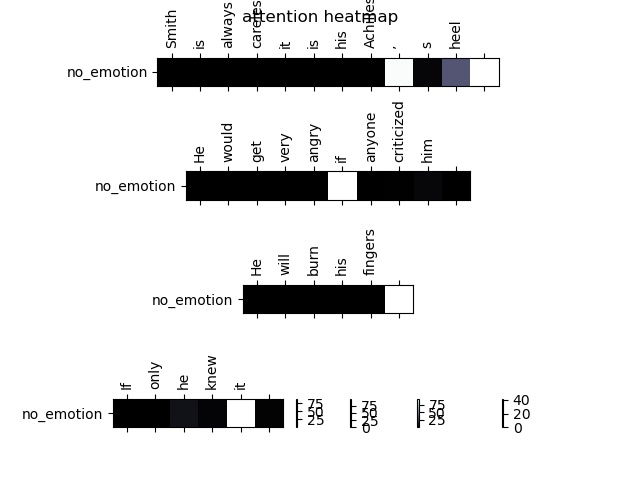 attention heatmap
Smith is always careless it is his Achilles ' s heel
no_emotion
He would get very angry if anyone criticized him
no_emotion
He will burn his fingers
no_emotion
If only he knew it
no_emotion
75 50 25
75 50 25 0
75 50 25
40 20 0